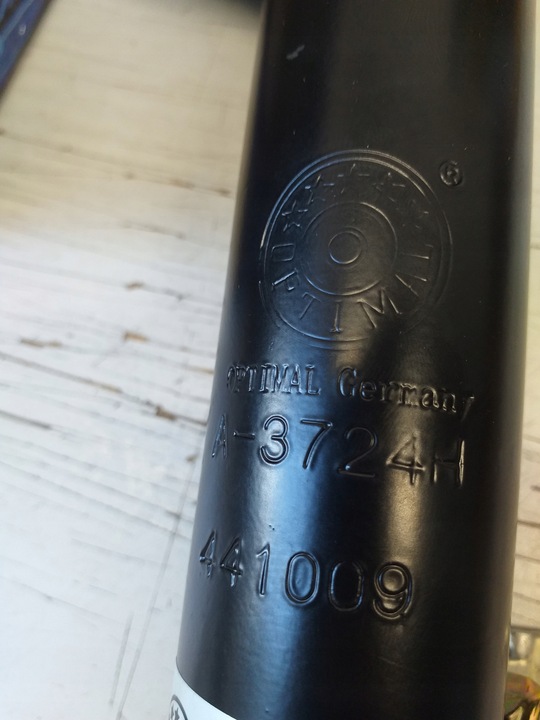 OPTIMAL
®
OPTIMAL Germany
A-3724H
441009